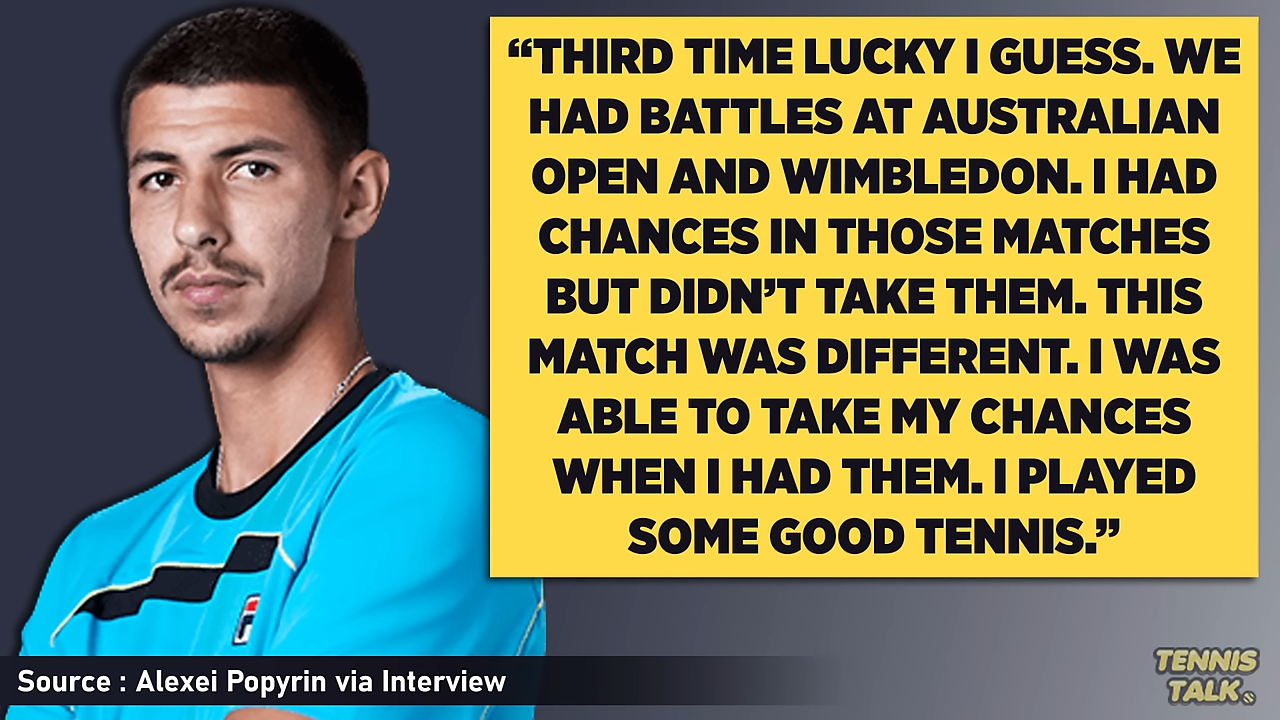 “THIRD TIME LUCKY I GUESS. WE
HAD BATTLES AT AUSTRALIAN
OPEN AND WIMBLEDON. I HAD
CHANCES IN THOSE MATCHES
BUT DIDN’T TAKE THEM. THIS
MATCH WAS DIFFERENT. I WAS
ABLE TO TAKE MY CHANCES
WHEN I HAD THEM. I PLAYED
SOME GOOD TENNIS.”
Source : Alexei Popyrin via Interview
TENNIS
TALK